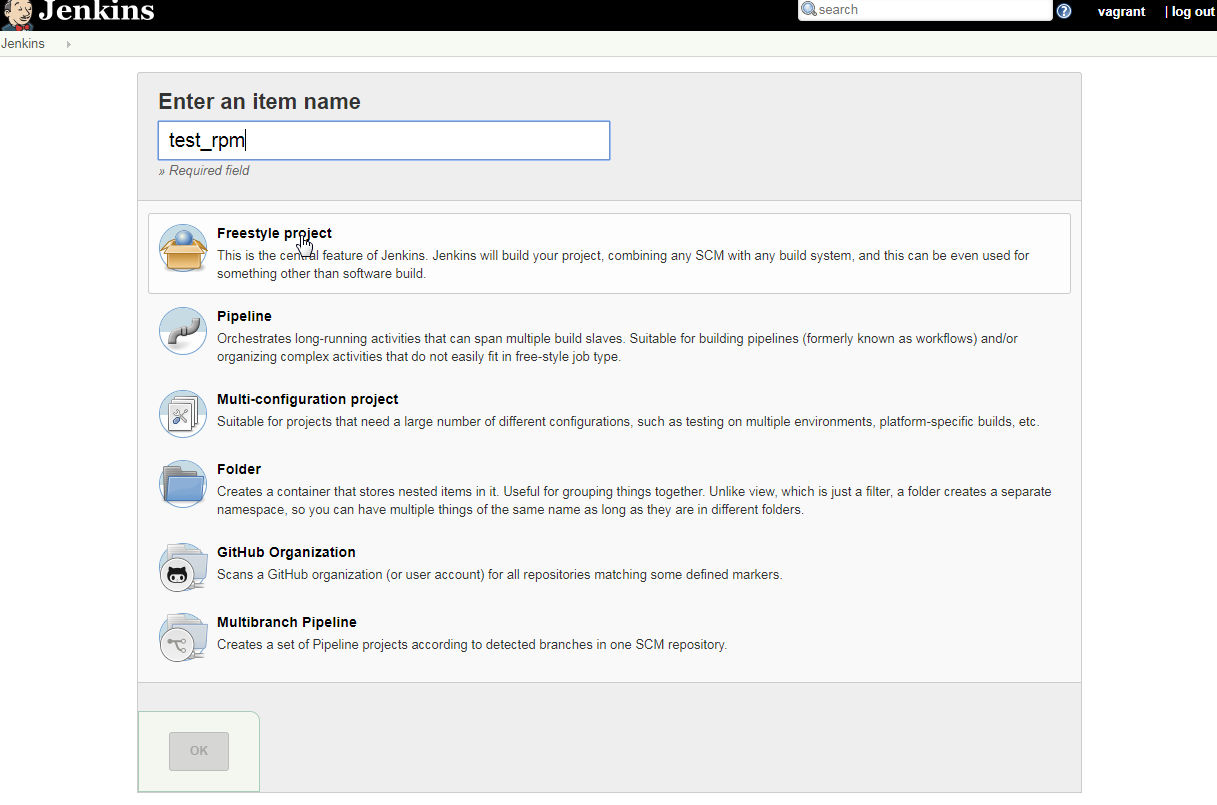 Jenkins
search
vagrant
| log out
Jenkins
Enter an item name
test_rpm
» Required field
Freestyle project
This is the central feature of Jenkins. Jenkins will build your project, combining any SCM with any build system, and this can be even used for
something other than software build.
Pipeline
Orchestrates long-running activities that can span multiple build slaves. Suitable for building pipelines (formerly known as workflows) and/or
organizing complex activities that do not easily fit in free-style job type.
Multi-configuration project
Suitable for projects that need a large number of different configurations, such as testing on multiple environments, platform-specific builds, etc.
Folder
Creates a container that stores nested items in it. Useful for grouping things together. Unlike view, which is just a filter, a folder creates a separate
namespace, so you can have multiple things of the same name as long as they are in different folders.
GitHub Organization
Scans a GitHub organization (or user account) for all repositories matching some defined markers.
Multibranch Pipeline
Creates a set of Pipeline projects according to detected branches in one SCM repository.
OK